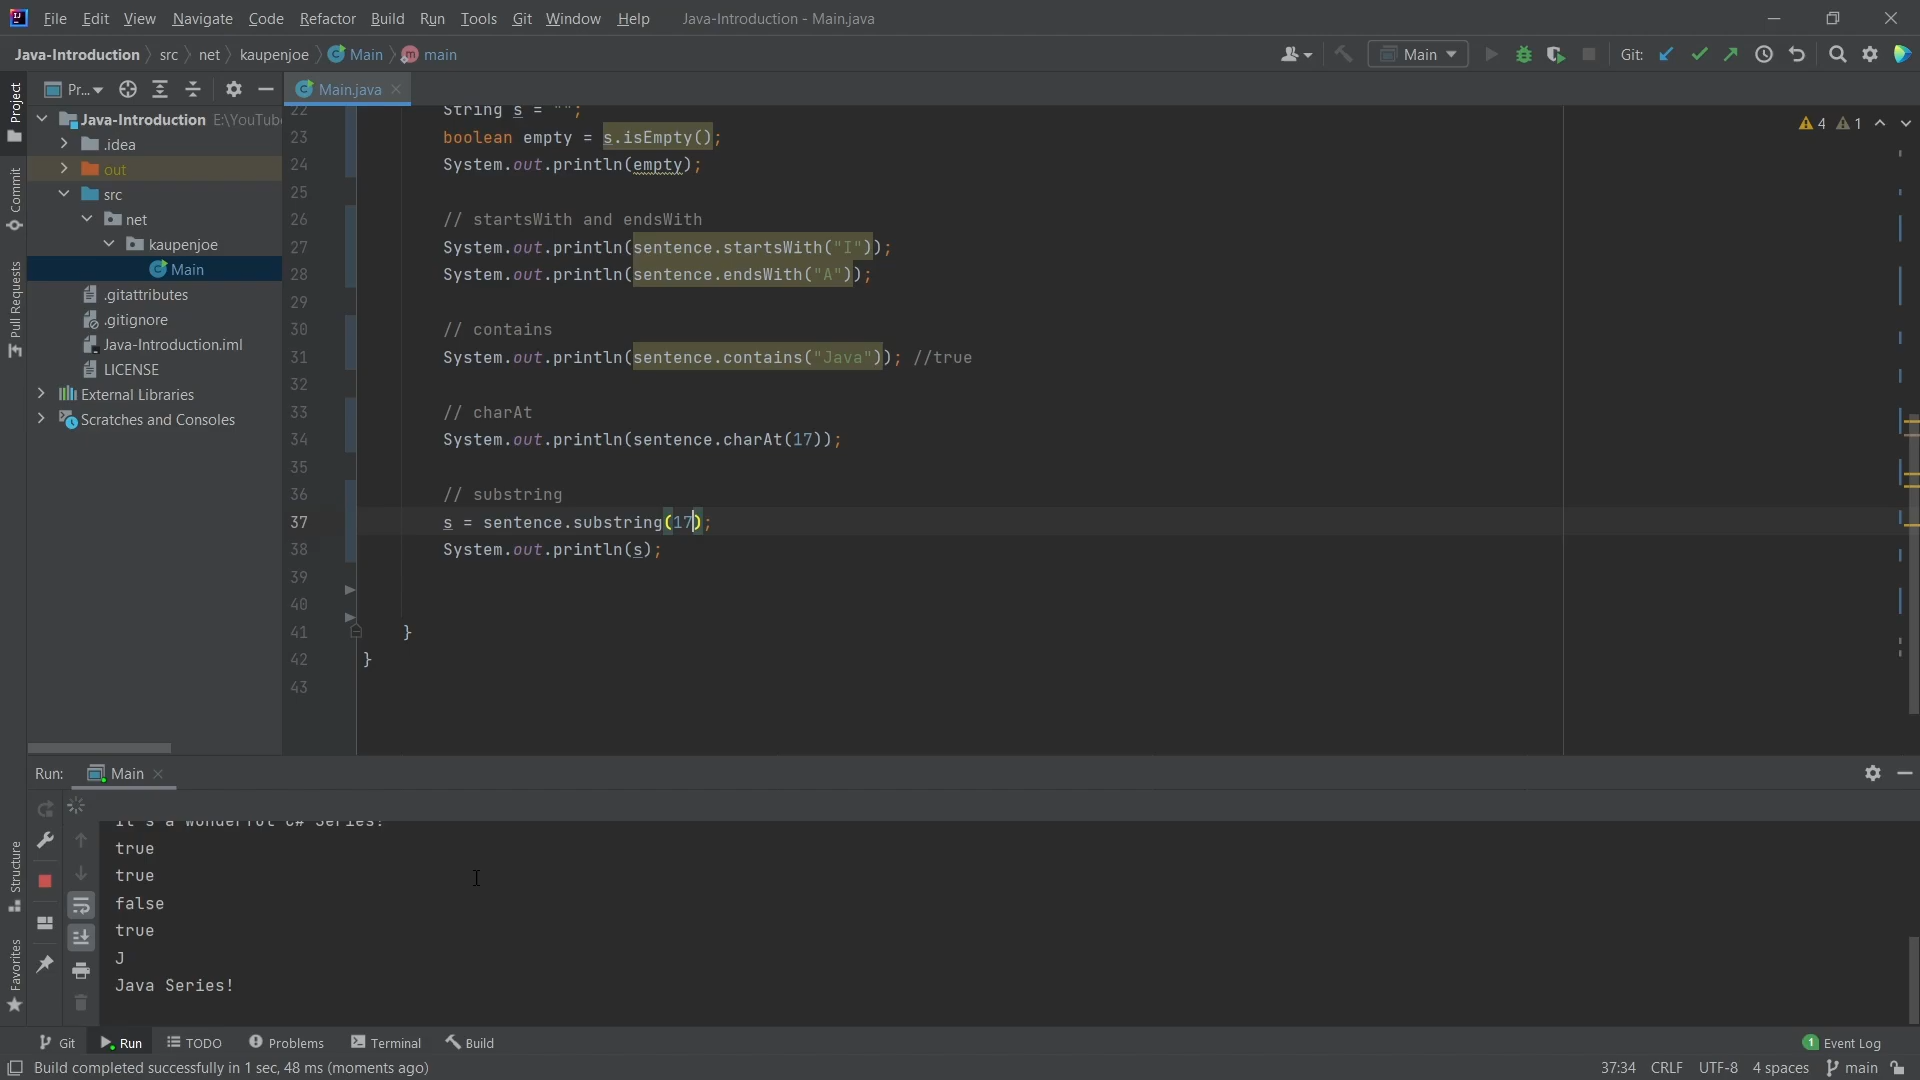 File Edit View Navigate Code Refactor Build Run Tools Git Window Help Java-Introduction - Main.java
Java-Introduction src net kaupenjoe Main main Main Git:
Project
Commit
Pull Requests
Structure
Favorites
Pr...
Java-Introduction E:\YouTub
.idea
out
src
net
kaupenjoe
Main
.gitattributes
.gitignore
Java-Introduction.iml
LICENSE
External Libraries
Scratches and Consoles
Main.java
4 1
22 String s = "";
23 boolean empty = s.isEmpty();
24 System.out.println(empty);
25
26 // startsWith and endsWith
27 System.out.println(sentence.startsWith("I"));
28 System.out.println(sentence.endsWith("A"));
29
30 // contains
31 System.out.println(sentence.contains("Java")); //true
32
33 // charAt
34 System.out.println(sentence.charAt(17));
35
36 // substring
37 s = sentence.substring(17);
38 System.out.println(s);
39
40
41 }
42 }
43
Run: Main
It's a wonderful C# Series!
true
true
false
true
J
Java Series!
Git Run TODO Problems Terminal Build 1 Event Log
Build completed successfully in 1 sec, 48 ms (moments ago) 37:34 CRLF UTF-8 4 spaces main